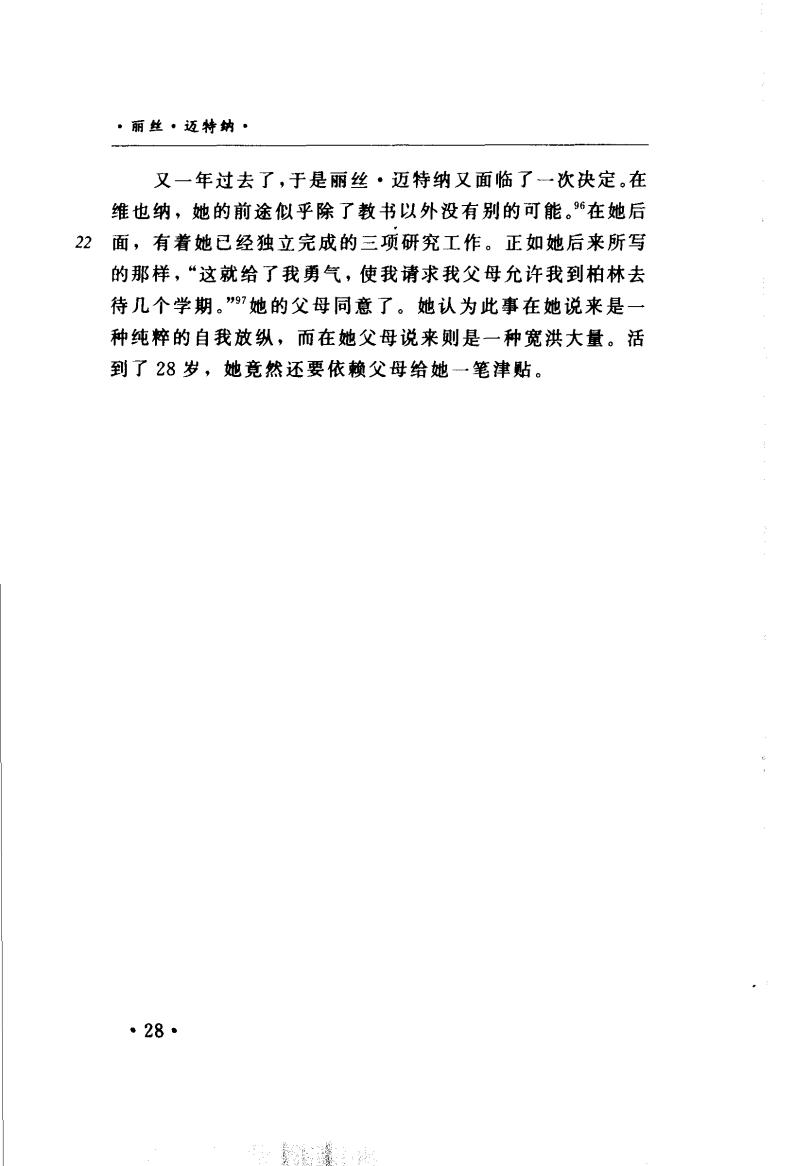 ·丽丝·迈特纳·
又一年过去了,于是丽丝·迈特纳又面临了一次决定。在
维也纳，她的前途似乎除了教书以外没有别的可能。96在她后
22 面，有着她已经独立完成的三项研究工作。正如她后来所写
的那样，“这就给了我勇气，使我请求我父母允许我到柏林去
待几个学期。”97她的父母同意了。她认为此事在她说来是一
种纯粹的自我放纵，而在她父母说来则是一种宽洪大量。活
到了 28 岁，她竟然还要依赖父母给她一笔津贴。
·28·